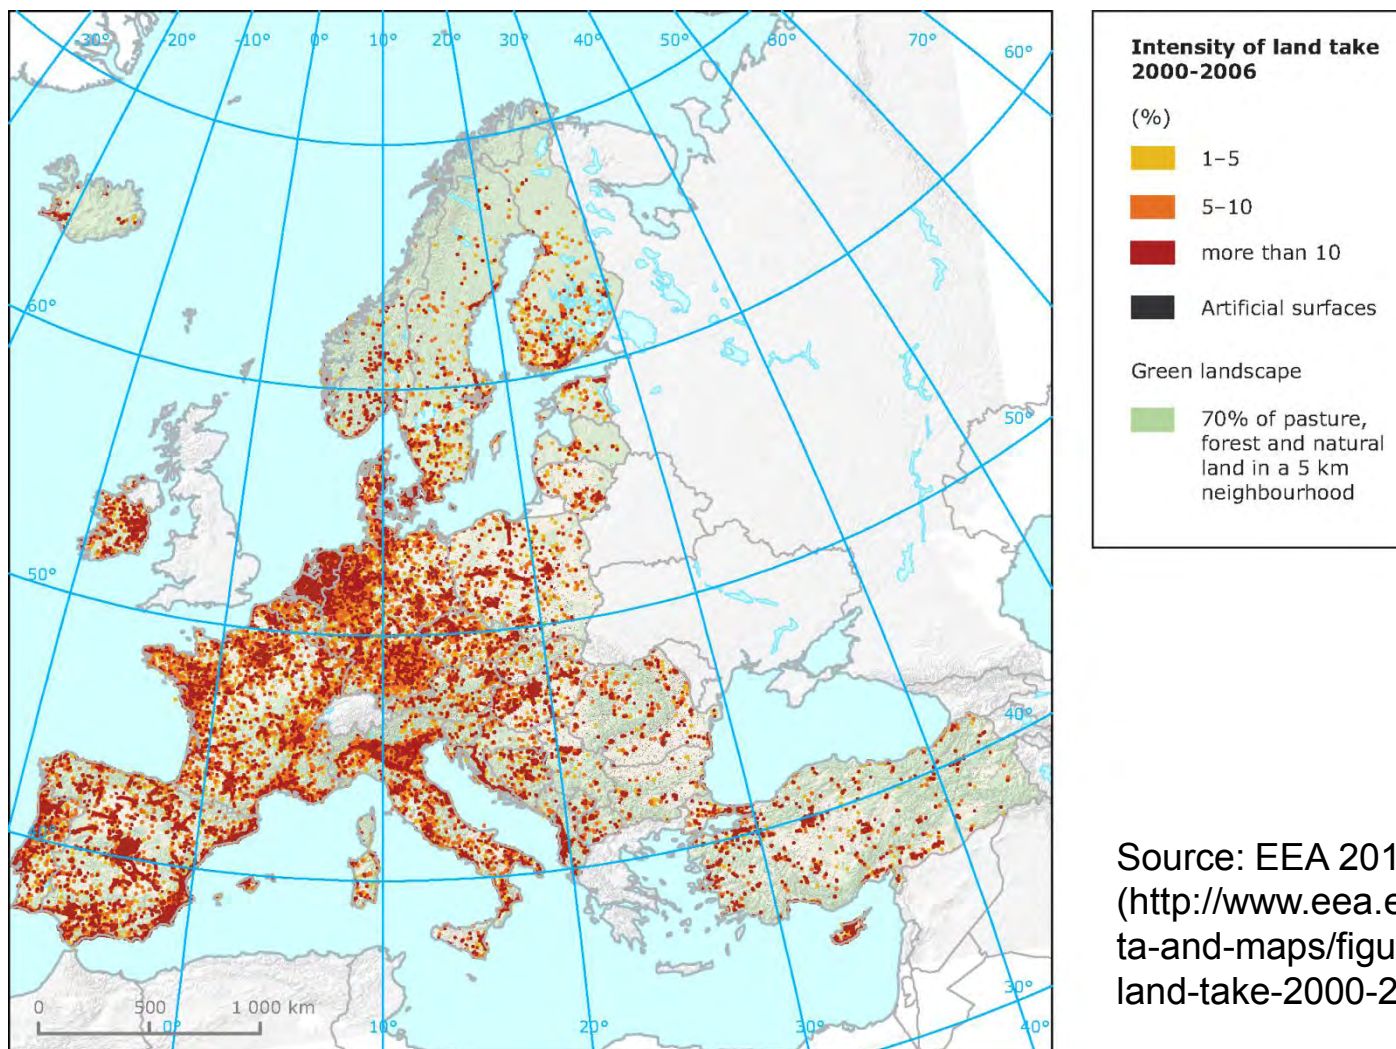 -30° -20° -10° 0° 10° 20° 30° 40° 50° 60° 70° 60°
60°
50°
50°
40°
30°
0 500 1 000 km
0° 10° 20° 40°
Intensity of land take
2000-2006
(%)
1–5
5–10
more than 10
Artificial surfaces
Green landscape
70% of pasture,
forest and natural
land in a 5 km
neighbourhood
Source: EEA 201
(http://www.eea.e
ta-and-maps/figu
land-take-2000-2